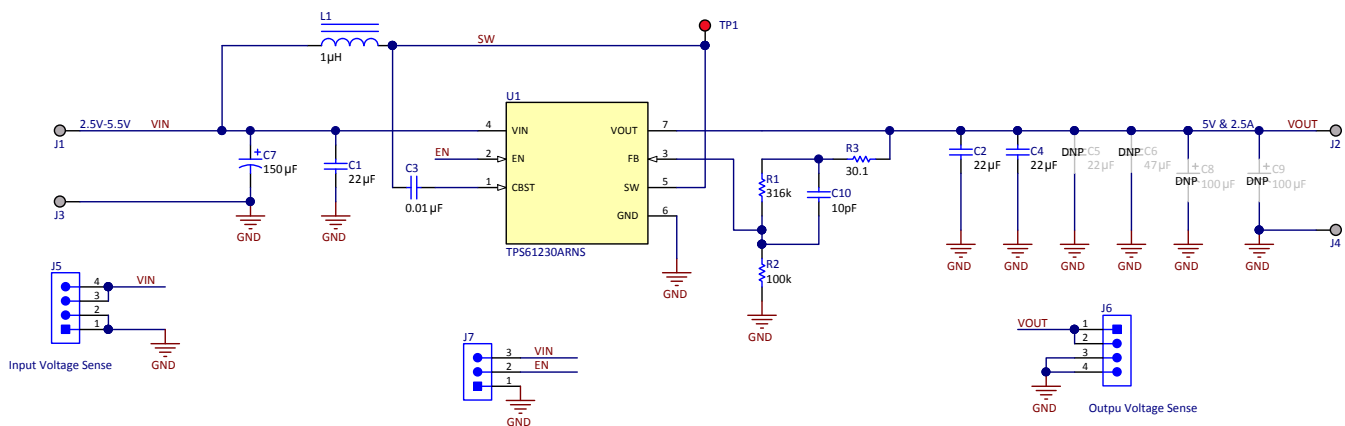 L1
1µH
SW
TP1
J1
2.5V-5.5V
VIN
C7
150µF
GND
C1
22µF
GND
J3
C3
0.01µF
EN
U1
4
VIN
2
EN
1
CBST
VOUT
7
FB
3
SW
5
GND
6
TPS61230ARNS
GND
R3
30.1
R1
316k
C10
10pF
R2
100k
GND
C2
22µF
GND
C4
22µF
GND
DNP
C5
22µF
GND
DNP
C6
47µF
GND
C8
DNP
100µF
GND
C9
DNP
100µF
GND
5V & 2.5A
VOUT
J2
J4
J5
4
3
2
1
VIN
GND
Input Voltage Sense
J7
3
2
1
VIN
EN
GND
J6
VOUT
1
2
3
4
GND
Outpu Voltage Sense